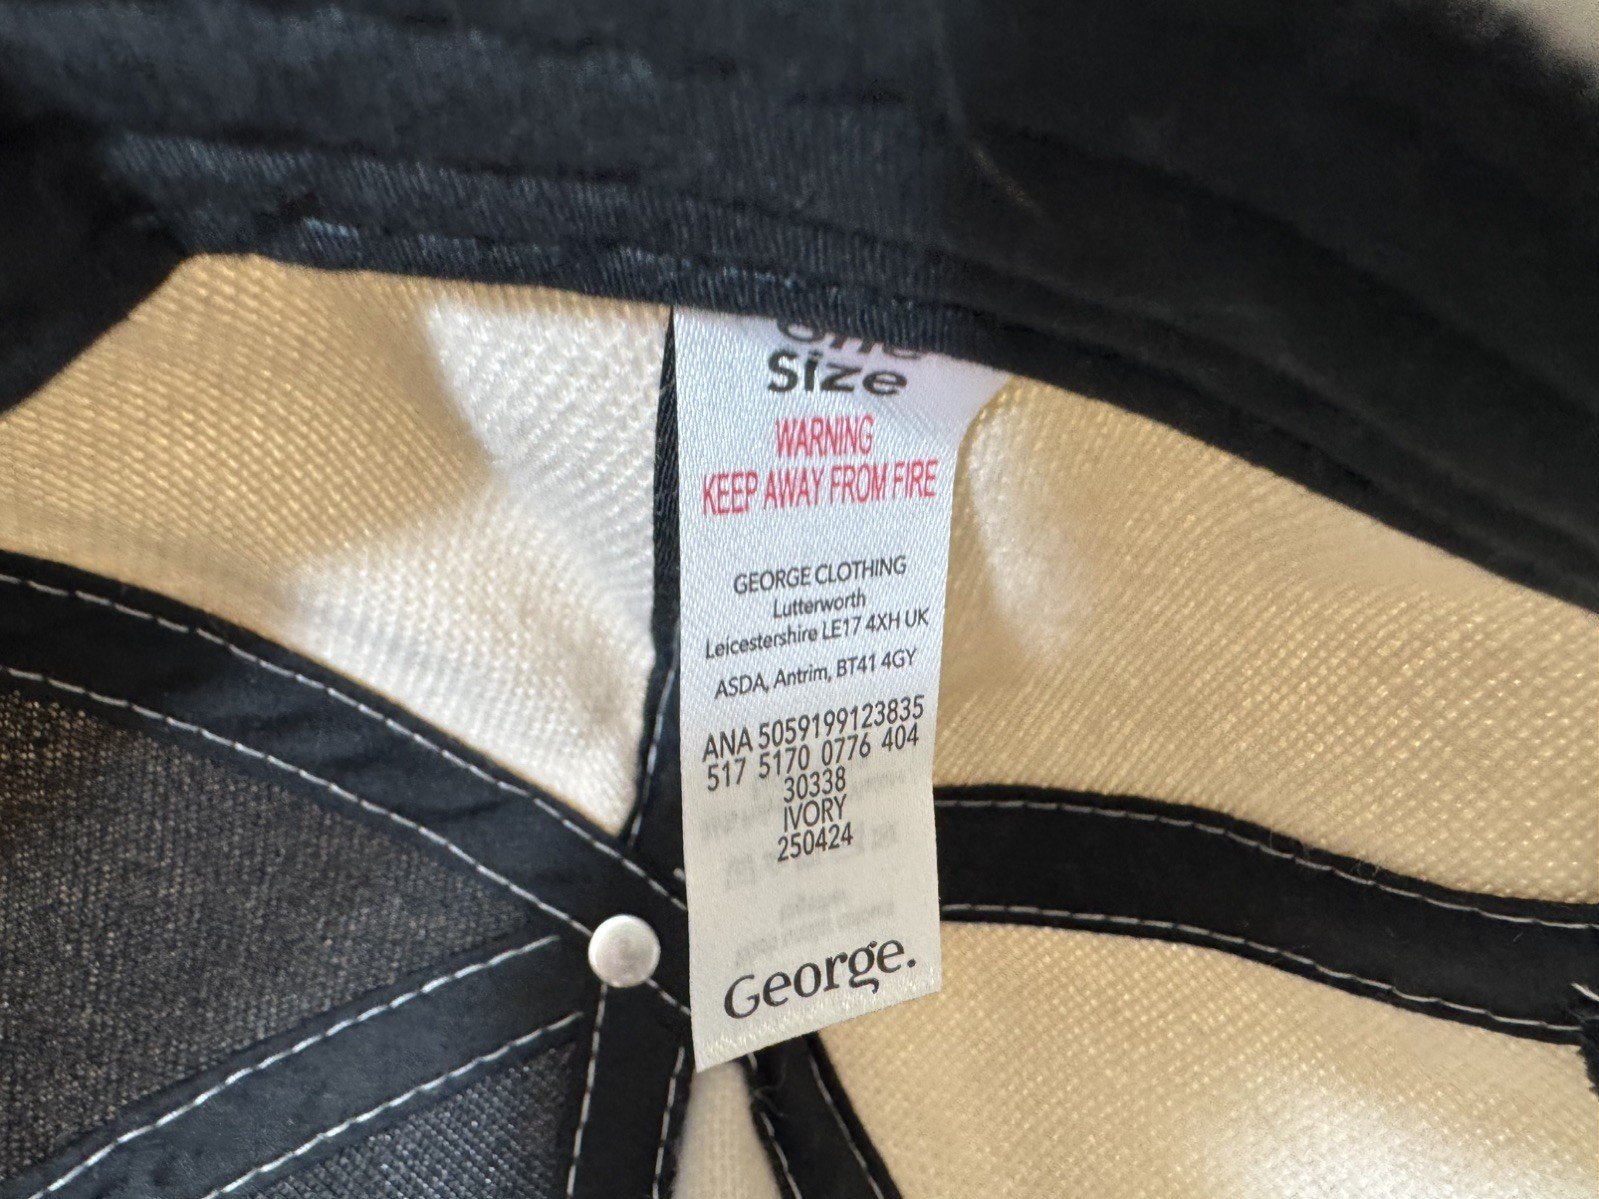 one
Size
WARNING
KEEP AWAY FROM FIRE
GEORGE CLOTHING
Lutterworth
Leicestershire LE17 4XH UK
ASDA, Antrim, BT41 4GY
ANA 5059199123835
517 5170 0776 404
30338
IVORY
250424
George.